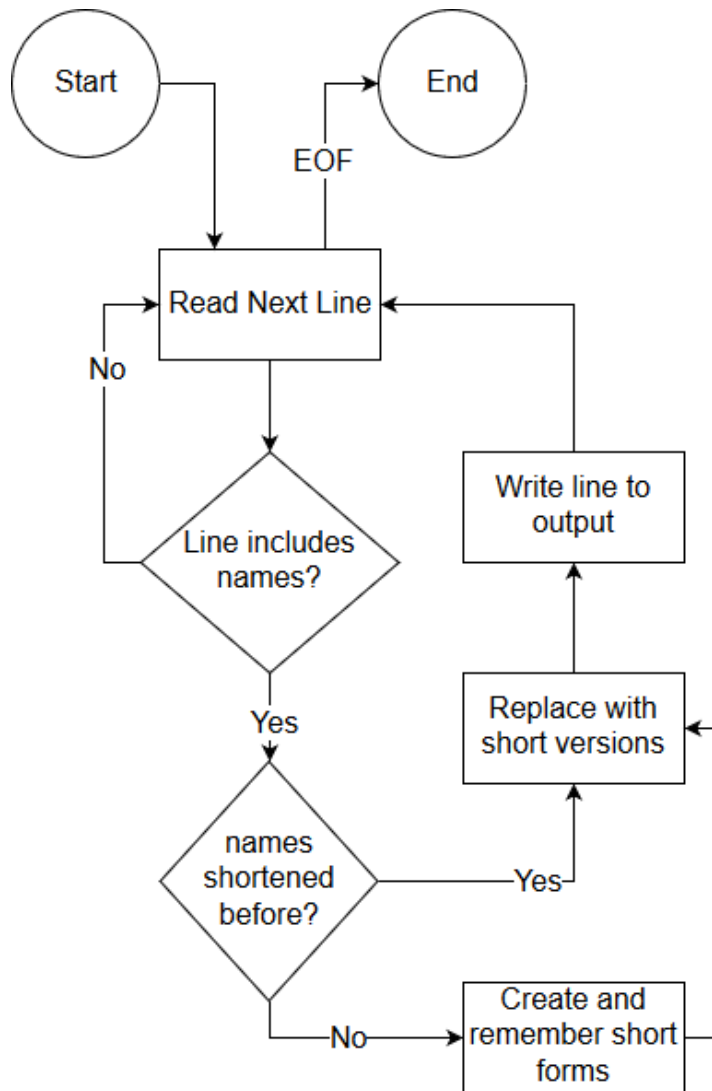 Start
End
EOF
Read Next Line
No
Line includes
names?
Write line to
output
Yes
Replace with
short versions
names
shortened
before?
Yes
No
Create and
remember short
forms